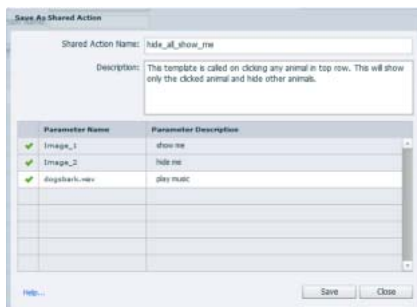 Save As Shared Action
Shared Action Name: hide_all_show_me
Description: This template is called on clicking any animal in top row. This will show
only the clicked animal and hide other animals.
Parameter Name Parameter Description
Image_1 show me
Image_2 hide me
dogsbark.wav play music
Help... Save Close